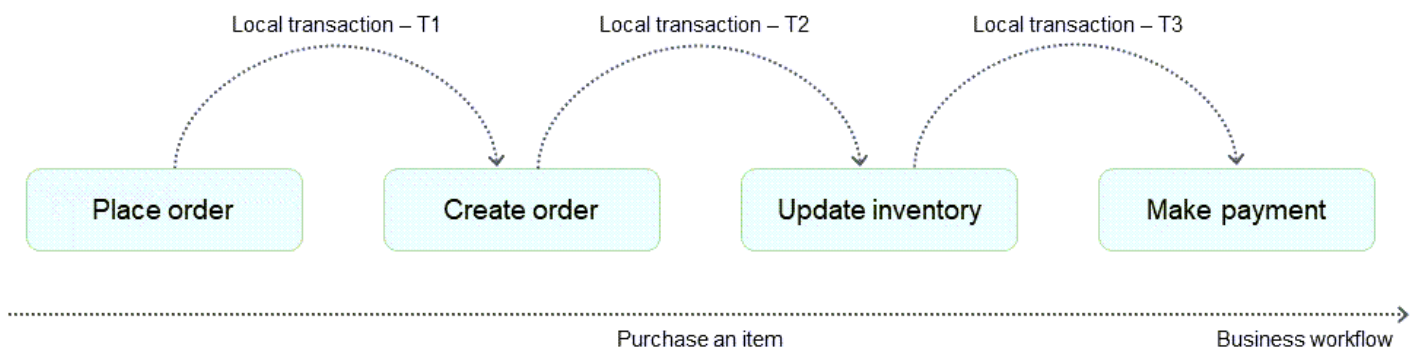 Local transaction – T1
Local transaction – T2
Local transaction – T3
Place order
Create order
Update inventory
Make payment
Purchase an item
Business workflow